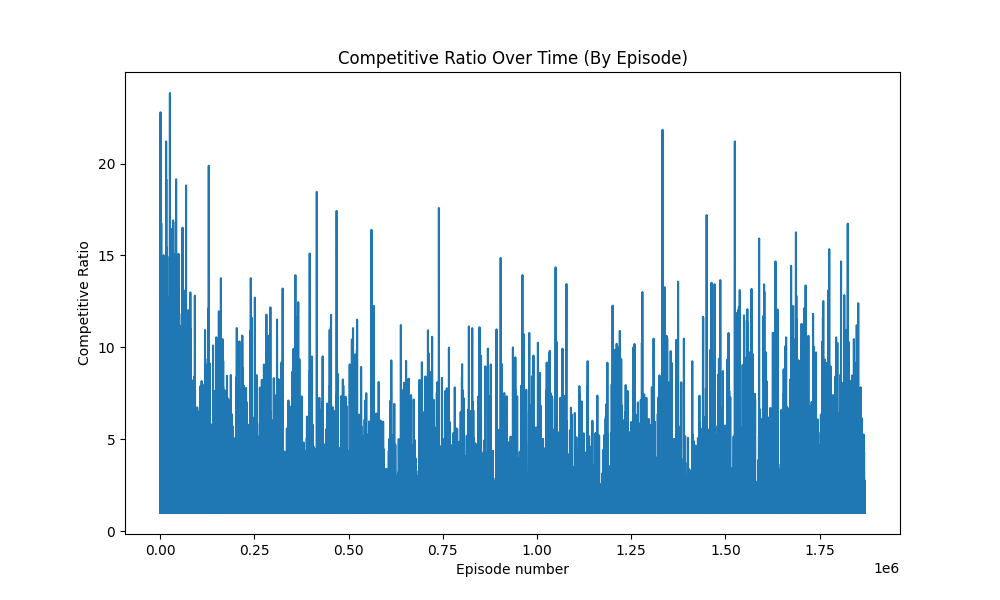 Competitive Ratio Over Time (By Episode)
20
15
10
5
0
Competitive Ratio
0.00 0.25 0.50 0.75 1.00 1.25 1.50 1.75
1e6
Episode number